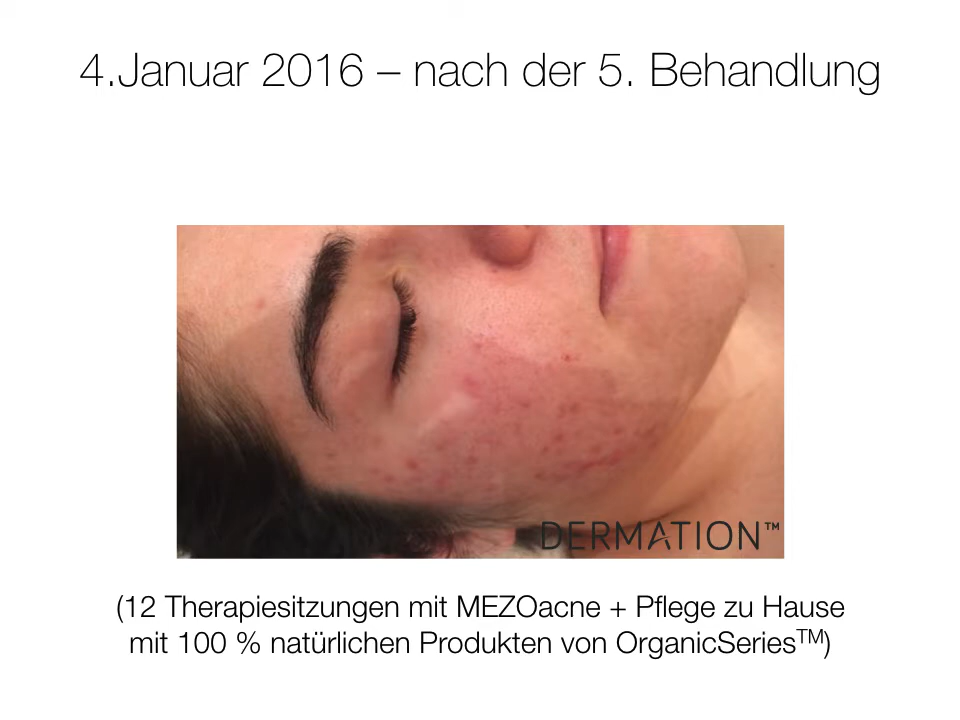 4.Januar 2016 – nach der 5. Behandlung
DERMATION™
(12 Therapiesitzungen mit MEZOacne + Pflege zu Hause
mit 100 % natürlichen Produkten von OrganicSeries™)